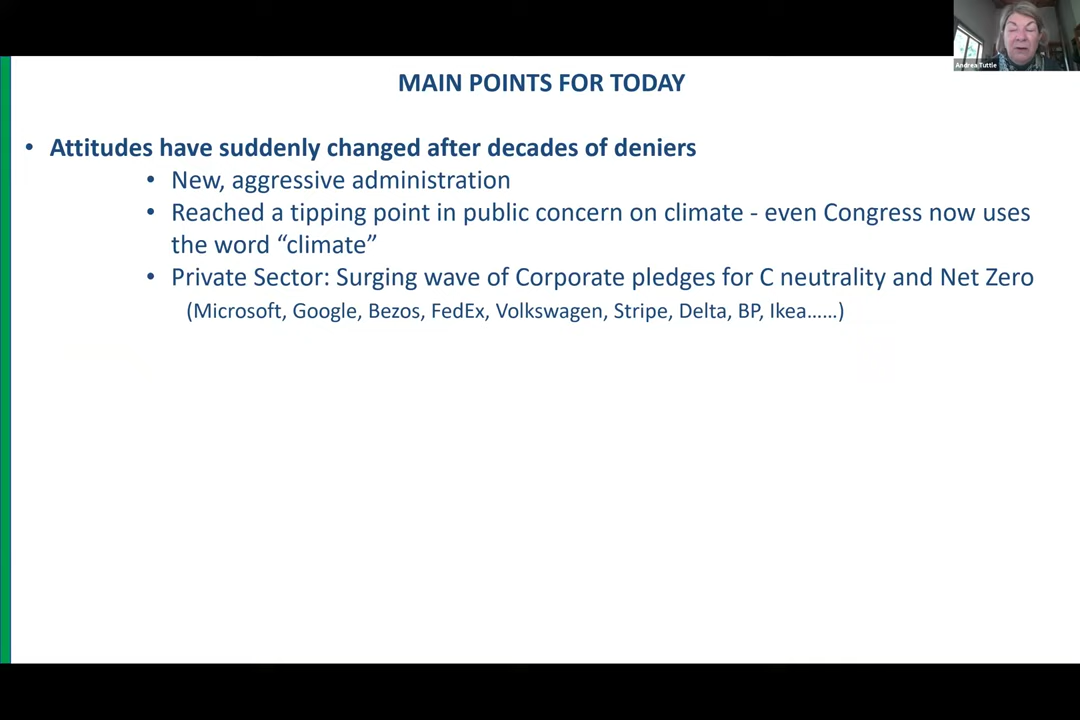 Andrea Tuttle
MAIN POINTS FOR TODAY
• Attitudes have suddenly changed after decades of deniers
• New, aggressive administration
• Reached a tipping point in public concern on climate - even Congress now uses
the word “climate”
• Private Sector: Surging wave of Corporate pledges for C neutrality and Net Zero
(Microsoft, Google, Bezos, FedEx, Volkswagen, Stripe, Delta, BP, Ikea......)